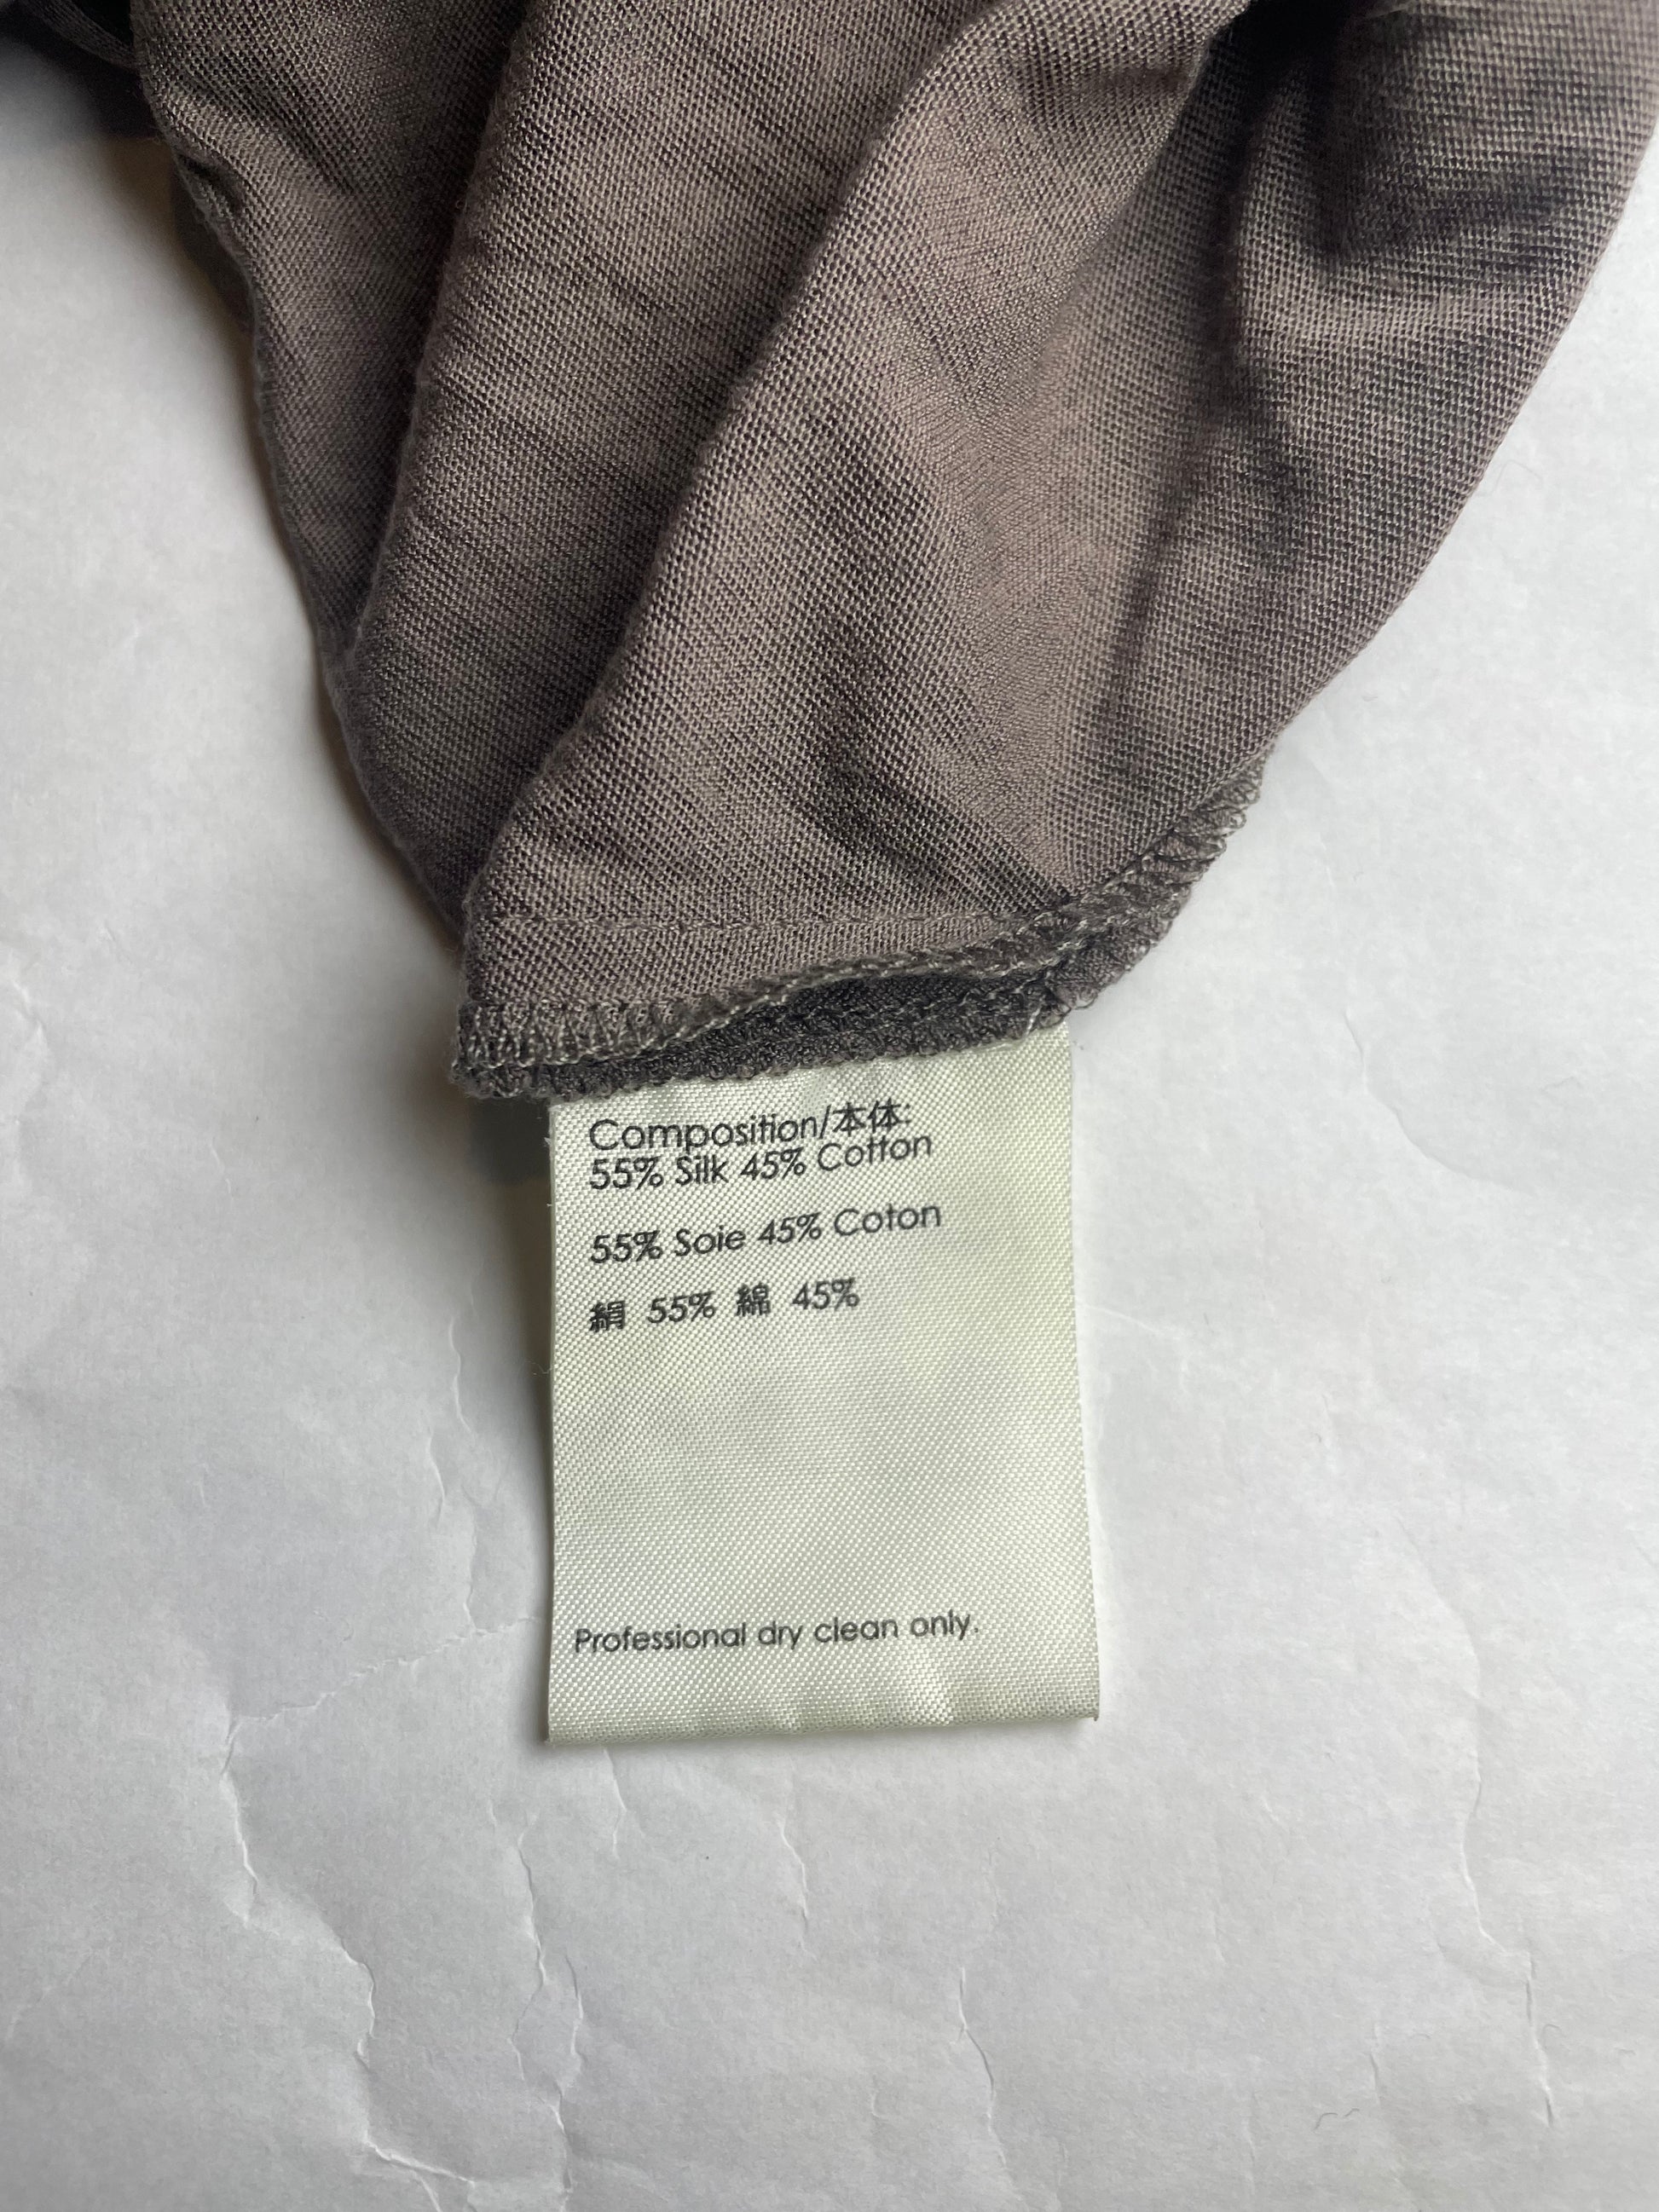 Composition/本体:
55% Silk 45% Cotton
55% Soie 45% Coton
絹 55% 綿 45%
Professional dry clean only.